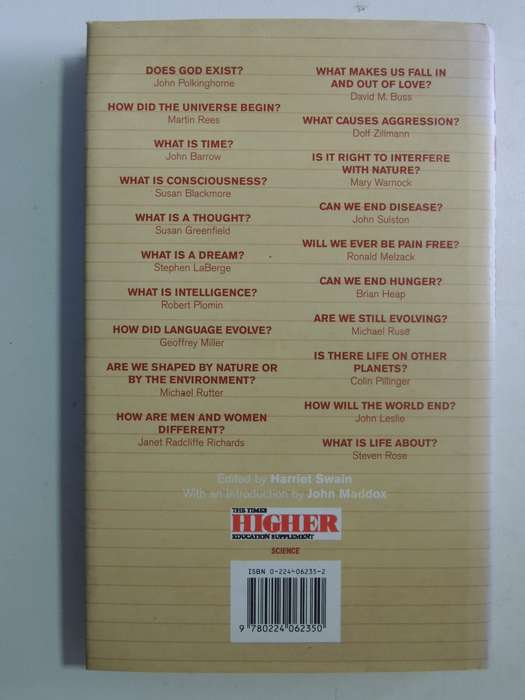 DOES GOD EXIST?
John Polkinghorne
HOW DID THE UNIVERSE BEGIN?
Martin Rees
WHAT IS TIME?
John Barrow
WHAT IS CONSCIOUSNESS?
Susan Blackmore
WHAT IS A THOUGHT?
Susan Greenfield
WHAT IS A DREAM?
Stephen LaBerge
WHAT IS INTELLIGENCE?
Robert Plomin
HOW DID LANGUAGE EVOLVE?
Geoffrey Miller
ARE WE SHAPED BY NATURE OR
BY THE ENVIRONMENT?
Michael Rutter
HOW ARE MEN AND WOMEN
DIFFERENT?
Janet Radcliffe Richards
WHAT MAKES US FALL IN
AND OUT OF LOVE?
David M. Buss
WHAT CAUSES AGGRESSION?
Dolf Zillmann
IS IT RIGHT TO INTERFERE
WITH NATURE?
Mary Warnock
CAN WE END DISEASE?
John Sulston
WILL WE EVER BE PAIN FREE?
Ronald Melzack
CAN WE END HUNGER?
Brian Heap
ARE WE STILL EVOLVING?
Michael Ruse
IS THERE LIFE ON OTHER
PLANETS?
Colin Pillinger
HOW WILL THE WORLD END?
John Leslie
WHAT IS LIFE ABOUT?
Steven Rose
Edited by Harriet Swain
With an Introduction by John Maddox
THE TIMES
HIGHER
EDUCATION SUPPLEMENT
SCIENCE
ISBN 0-224-06235-2
9 780224 062350